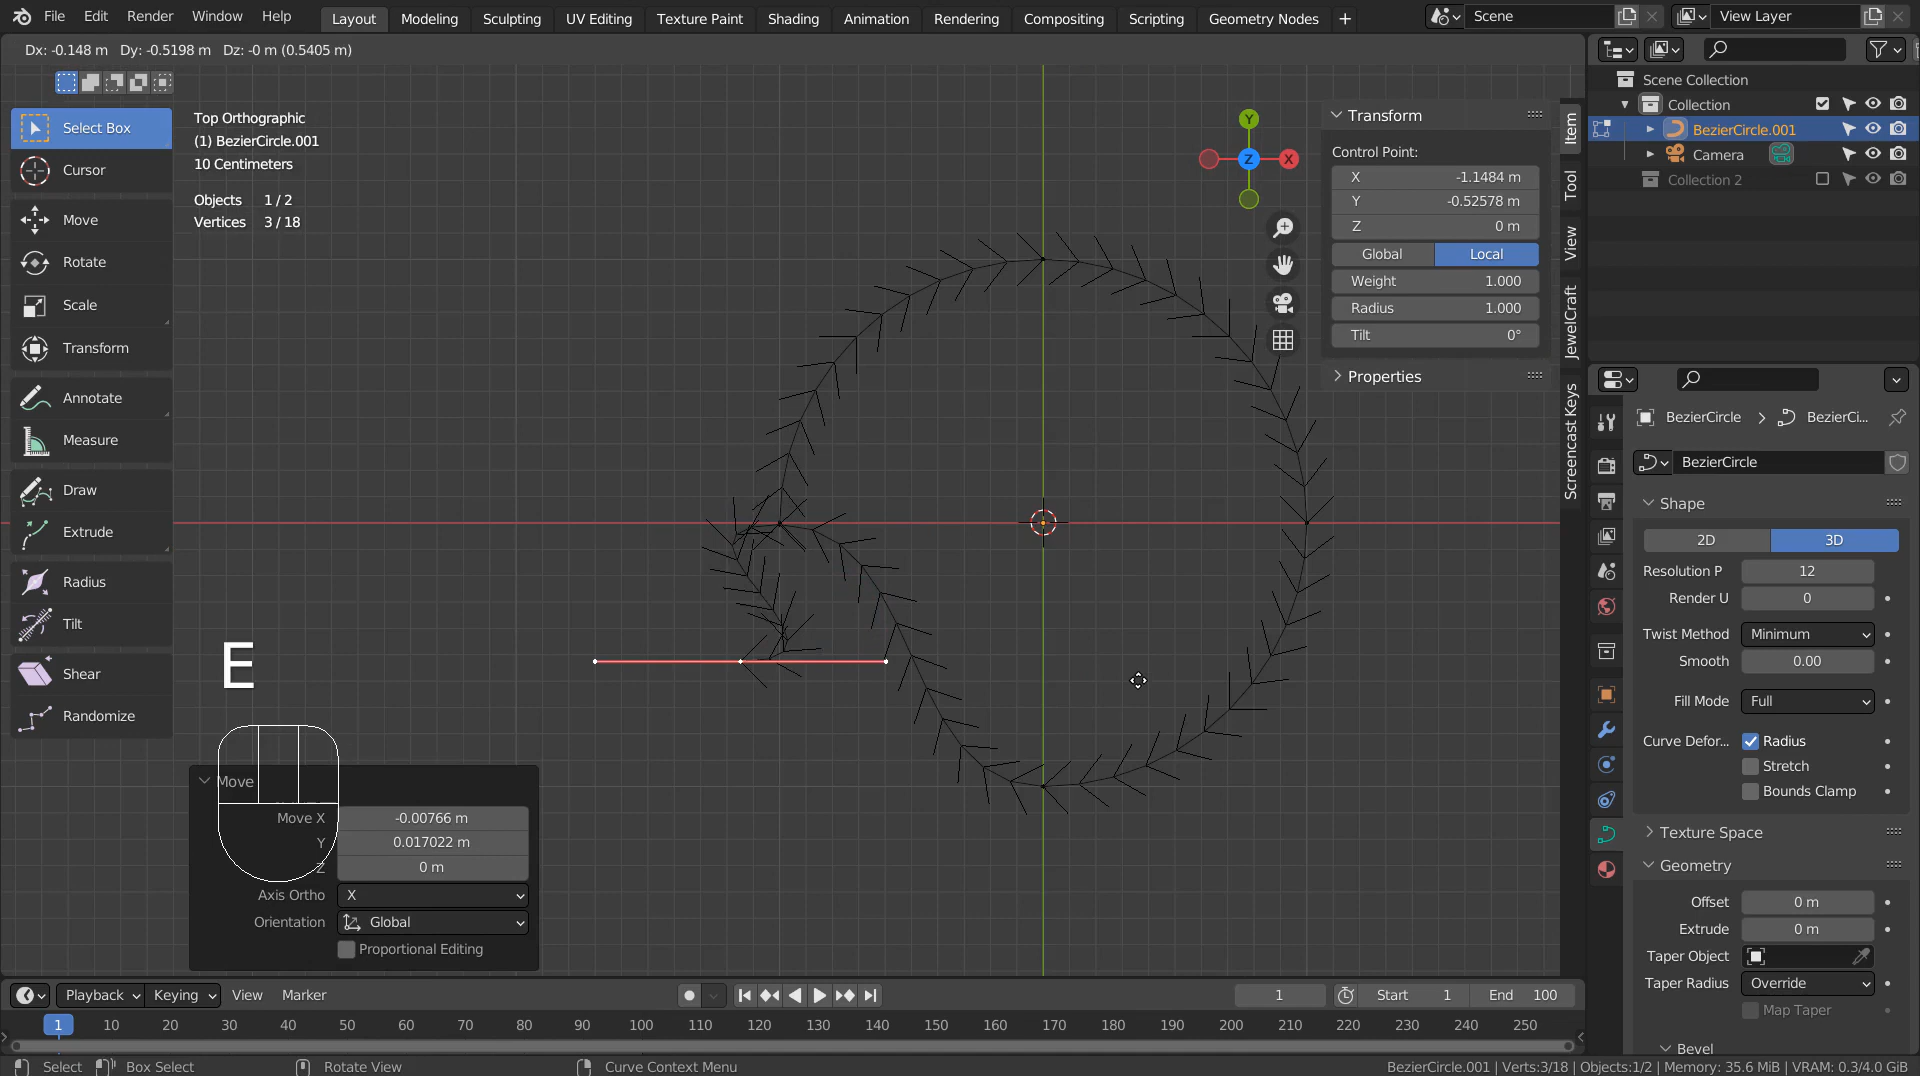 File Edit Render Window Help Layout Modeling Sculpting UV Editing Texture Paint Shading Animation Rendering Compositing Scripting Geometry Nodes + Scene View Layer
Dx: -0.148 m Dy: -0.5198 m Dz: -0 m (0.5405 m)
Select Box
Cursor
Move
Rotate
Scale
Transform
Annotate
Measure
Draw
Extrude
Radius
Tilt
Shear
Randomize
Top Orthographic
(1) BezierCircle.001
10 Centimeters
Objects 1 / 2
Vertices 3 / 18
Y
Z
X
E
Move
Move X -0.00766 m
Y 0.017022 m
Z 0 m
Axis Ortho X
Orientation Global
Proportional Editing
Transform
Control Point:
X -1.1484 m
Y -0.52578 m
Z 0 m
Global Local
Weight 1.000
Radius 1.000
Tilt 0°
Properties
Item
Tool
View
JewelCraft
Screencast Keys
Scene Collection
Collection
BezierCircle.001
Camera
Collection 2
BezierCircle BezierCi...
BezierCircle
Shape
2D 3D
Resolution P 12
Render U 0
Twist Method Minimum
Smooth 0.00
Fill Mode Full
Curve Defor... Radius
Stretch
Bounds Clamp
Texture Space
Geometry
Offset 0 m
Extrude 0 m
Taper Object
Taper Radius Override
Map Taper
Bevel
Playback Keying View Marker 1 Start 1 End 100
1 10 20 30 40 50 60 70 80 90 100 110 120 130 140 150 160 170 180 190 200 210 220 230 240 250
Select Box Select Rotate View Curve Context Menu BezierCircle.001 | Verts:3/18 | Objects:1/2 | Memory: 35.6 MiB | VRAM: 0.3/4.0 GiB